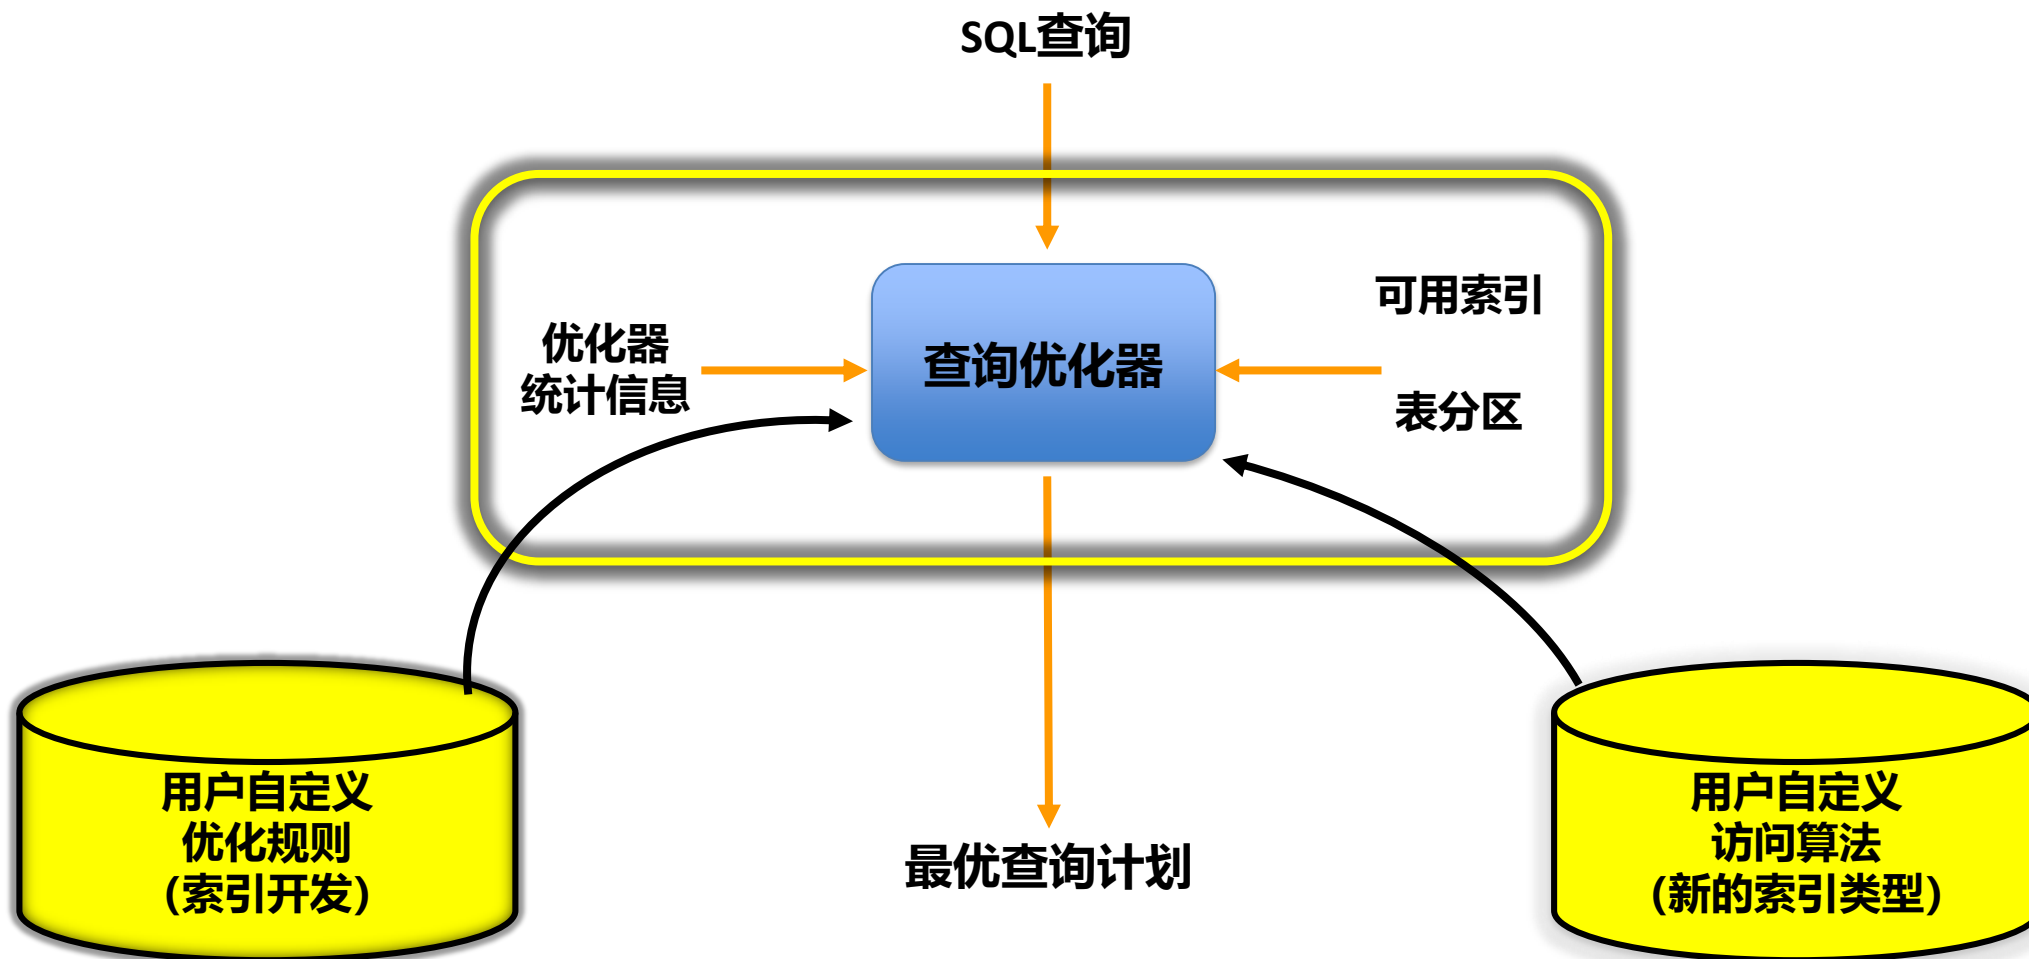 SQL查询
优化器
统计信息
查询优化器
可用索引
表分区
用户自定义
优化规则
（索引开发）
最优查询计划
用户自定义
访问算法
（新的索引类型）